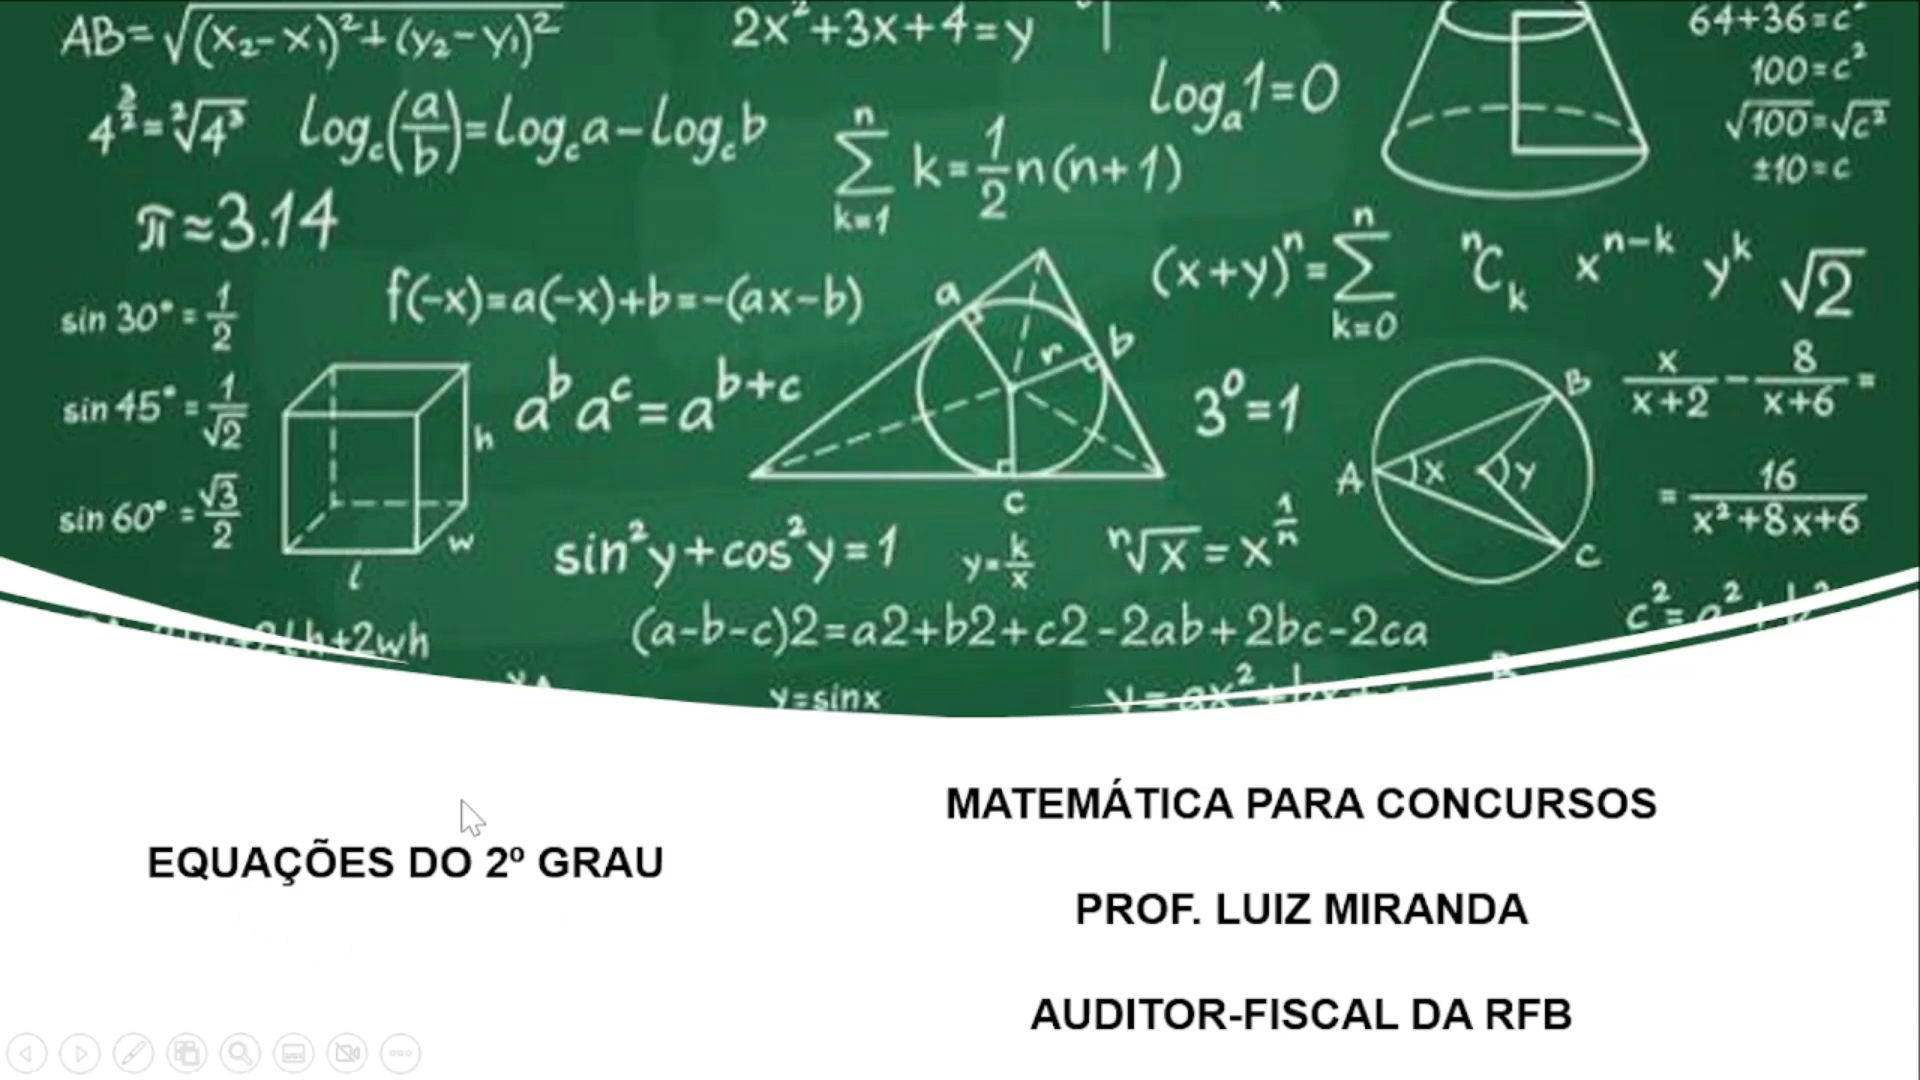 AB=√(x₂-x₁)²+(y₂-y₁)²
2x²+3x+4=y
64+36=c²
100=c²
√100=√c²
±10=c
4^(3/2)=²√4³
log_c(a/b)=log_c a-log_c b
n
∑ k=1/2 n(n+1)
k=1
log_a 1=0
π≈3.14
f(-x)=a(-x)+b=-(ax-b)
(x+y)ⁿ=∑ ⁿC_k x^(n-k) y^k √2
n
k=0
sin 30°=1/2
sin 45°=1/√2
sin 60°=√3/2
h
w
l
a^b a^c=a^(b+c)
a
b
r
c
3⁰=1
A
B
C
x
y
x/(x+2)-8/(x+6)=
=16/(x²+8x+6)
sin²y+cos²y=1
y=k/x
ⁿ√x=x^(1/n)
(a-b-c)2=a2+b2+c2-2ab+2bc-2ca
+2wh
y=sinx
EQUAÇÕES DO 2º GRAU
MATEMÁTICA PARA CONCURSOS
PROF. LUIZ MIRANDA
AUDITOR-FISCAL DA RFB